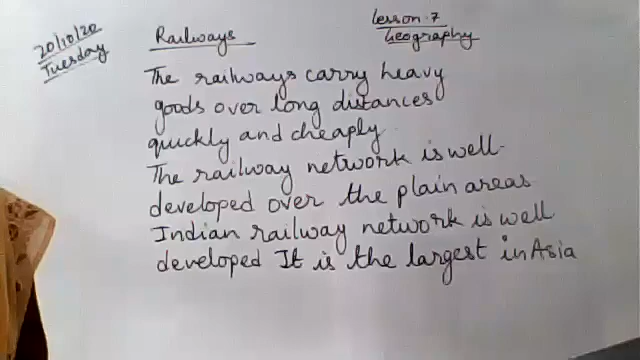 20/10/20
Tuesday
Railways
Lesson-7
Geography
The railways carry heavy
goods over long distances
quickly and cheaply.
The railway network is well-
developed over the plain areas
Indian railway network is well
developed It is the largest in Asia